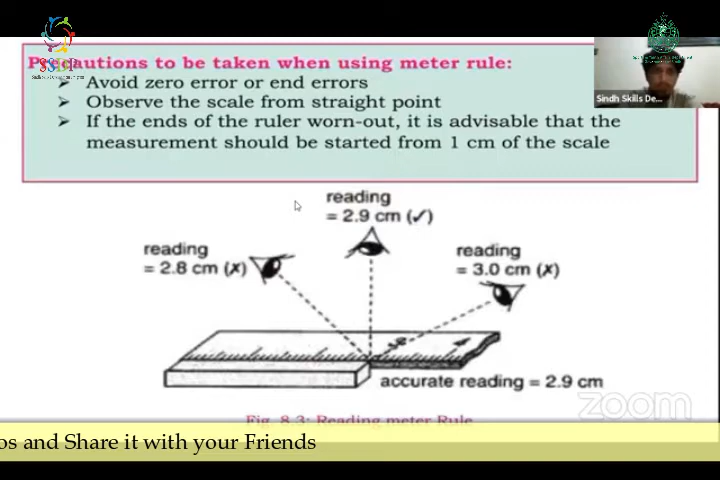 Precautions to be taken when using meter rule:
Avoid zero error or end errors
Observe the scale from straight point
If the ends of the ruler worn-out, it is advisable that the
measurement should be started from 1 cm of the scale
Sindh Skills De...
reading
= 2.9 cm (✓)
reading
= 2.8 cm (✗)
reading
= 3.0 cm (✗)
4
accurate reading = 2.9 cm
zoom
Fig. 8.3: Reading meter Rule
os and Share it with your Friends